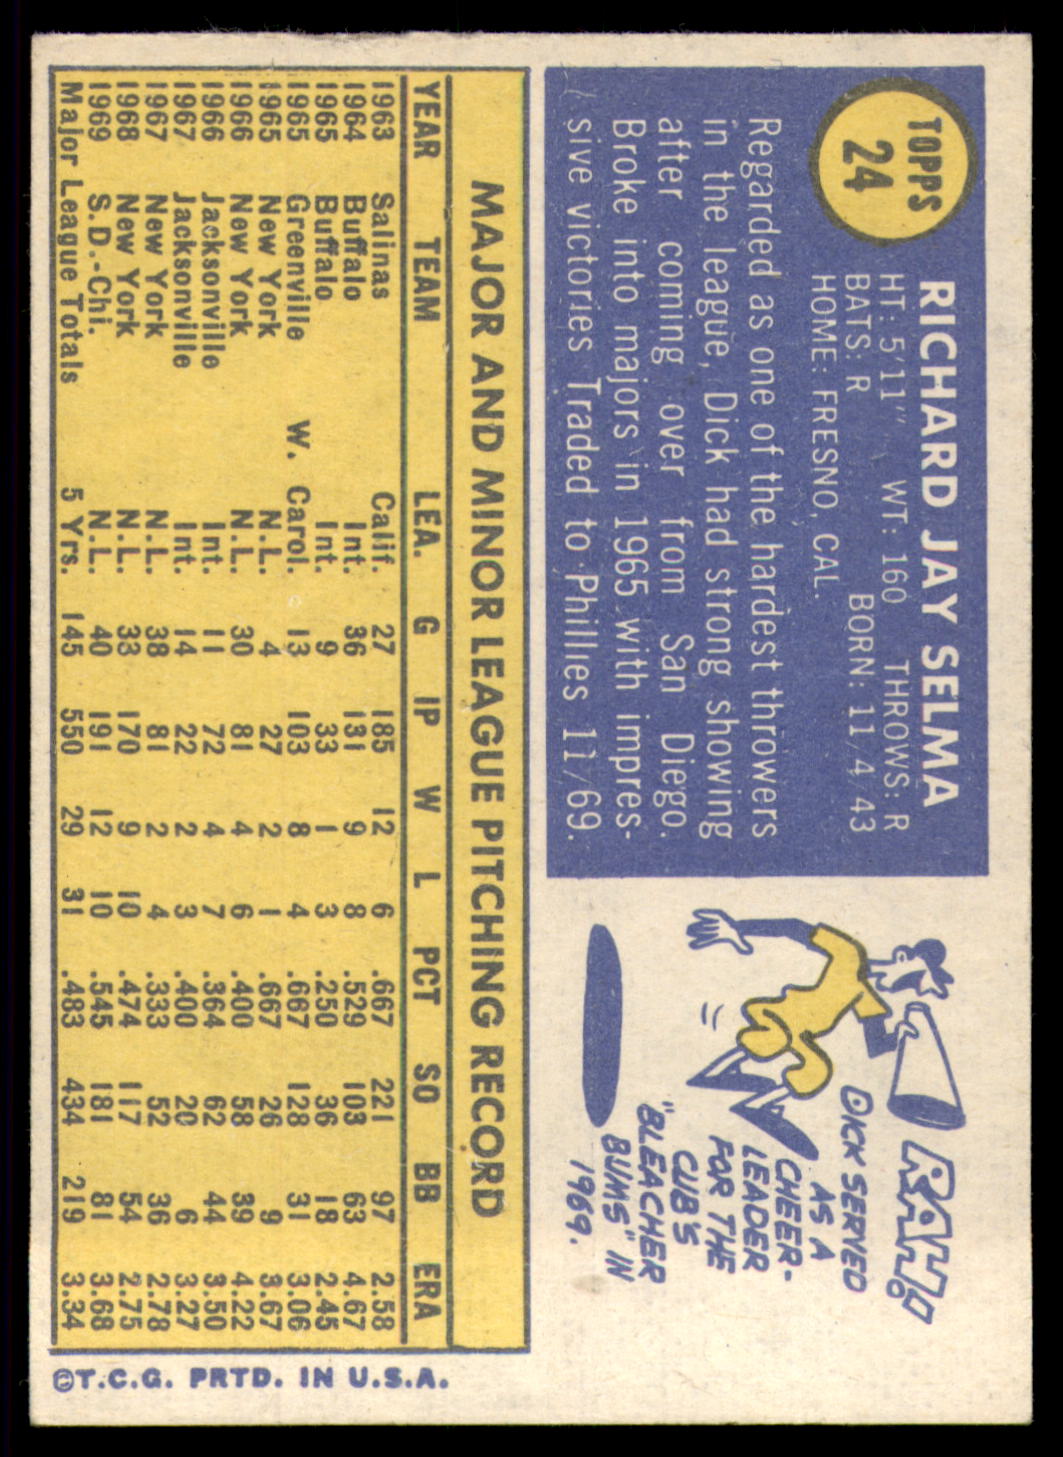 TOPPS
24
RICHARD JAY SELMA
HT: 5'11" WT: 160 THROWS: R
BATS: R BORN: 11/4 43
HOME: FRESNO, CAL.
Regarded as one of the hardest throwers
in the league, Dick had strong showing
after coming over from San Diego.
Broke into majors in 1965 with impres-
sive victories Traded to Phillies 11/69.
RAH!
DICK SERVED
AS A
CHEER-
LEADER
FOR THE
CUB'S
"BLEACHER
BUMS" IN
1969.
MAJOR AND MINOR LEAGUE PITCHING RECORD
YEAR TEAM LEA. G IP W L PCT SO BB ERA
1963 Salinas Calif. 27 185 12 6 .667 221 97 2.58
1964 Buffalo Int. 36 131 9 8 .529 103 63 4.67
1965 Buffalo Int. 9 33 1 3 .250 36 18 2.45
1965 Greenville W. Carol. 13 103 8 4 .667 128 31 3.06
1965 New York N.L. 4 27 2 1 .667 26 9 3.67
1966 New York N.L. 30 81 4 6 .400 58 39 4.22
1966 Jacksonville Int. 11 72 4 7 .364 62 44 3.50
1967 Jacksonville Int. 14 22 2 3 .400 20 6 3.27
1967 New York N.L. 38 81 2 4 .333 52 36 2.78
1968 New York N.L. 33 170 9 10 .474 117 54 2.75
1969 S.D.-Chi. N.L. 40 191 12 10 .545 181 81 3.68
Major League Totals 5 Yrs. 145 550 29 31 .483 434 219 3.34
©T.C.G. PRTD. IN U.S.A.